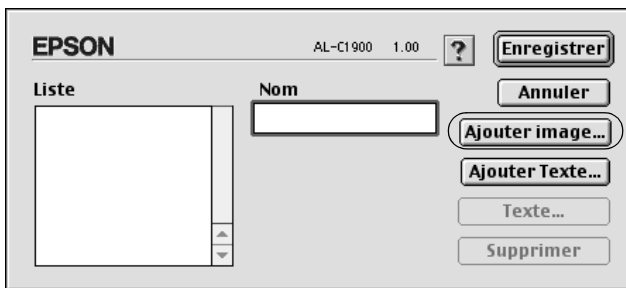 EPSON AL-C1900 1.00 ? Enregistrer
Liste Nom Annuler
Ajouter image...
Ajouter Texte...
Texte...
Supprimer